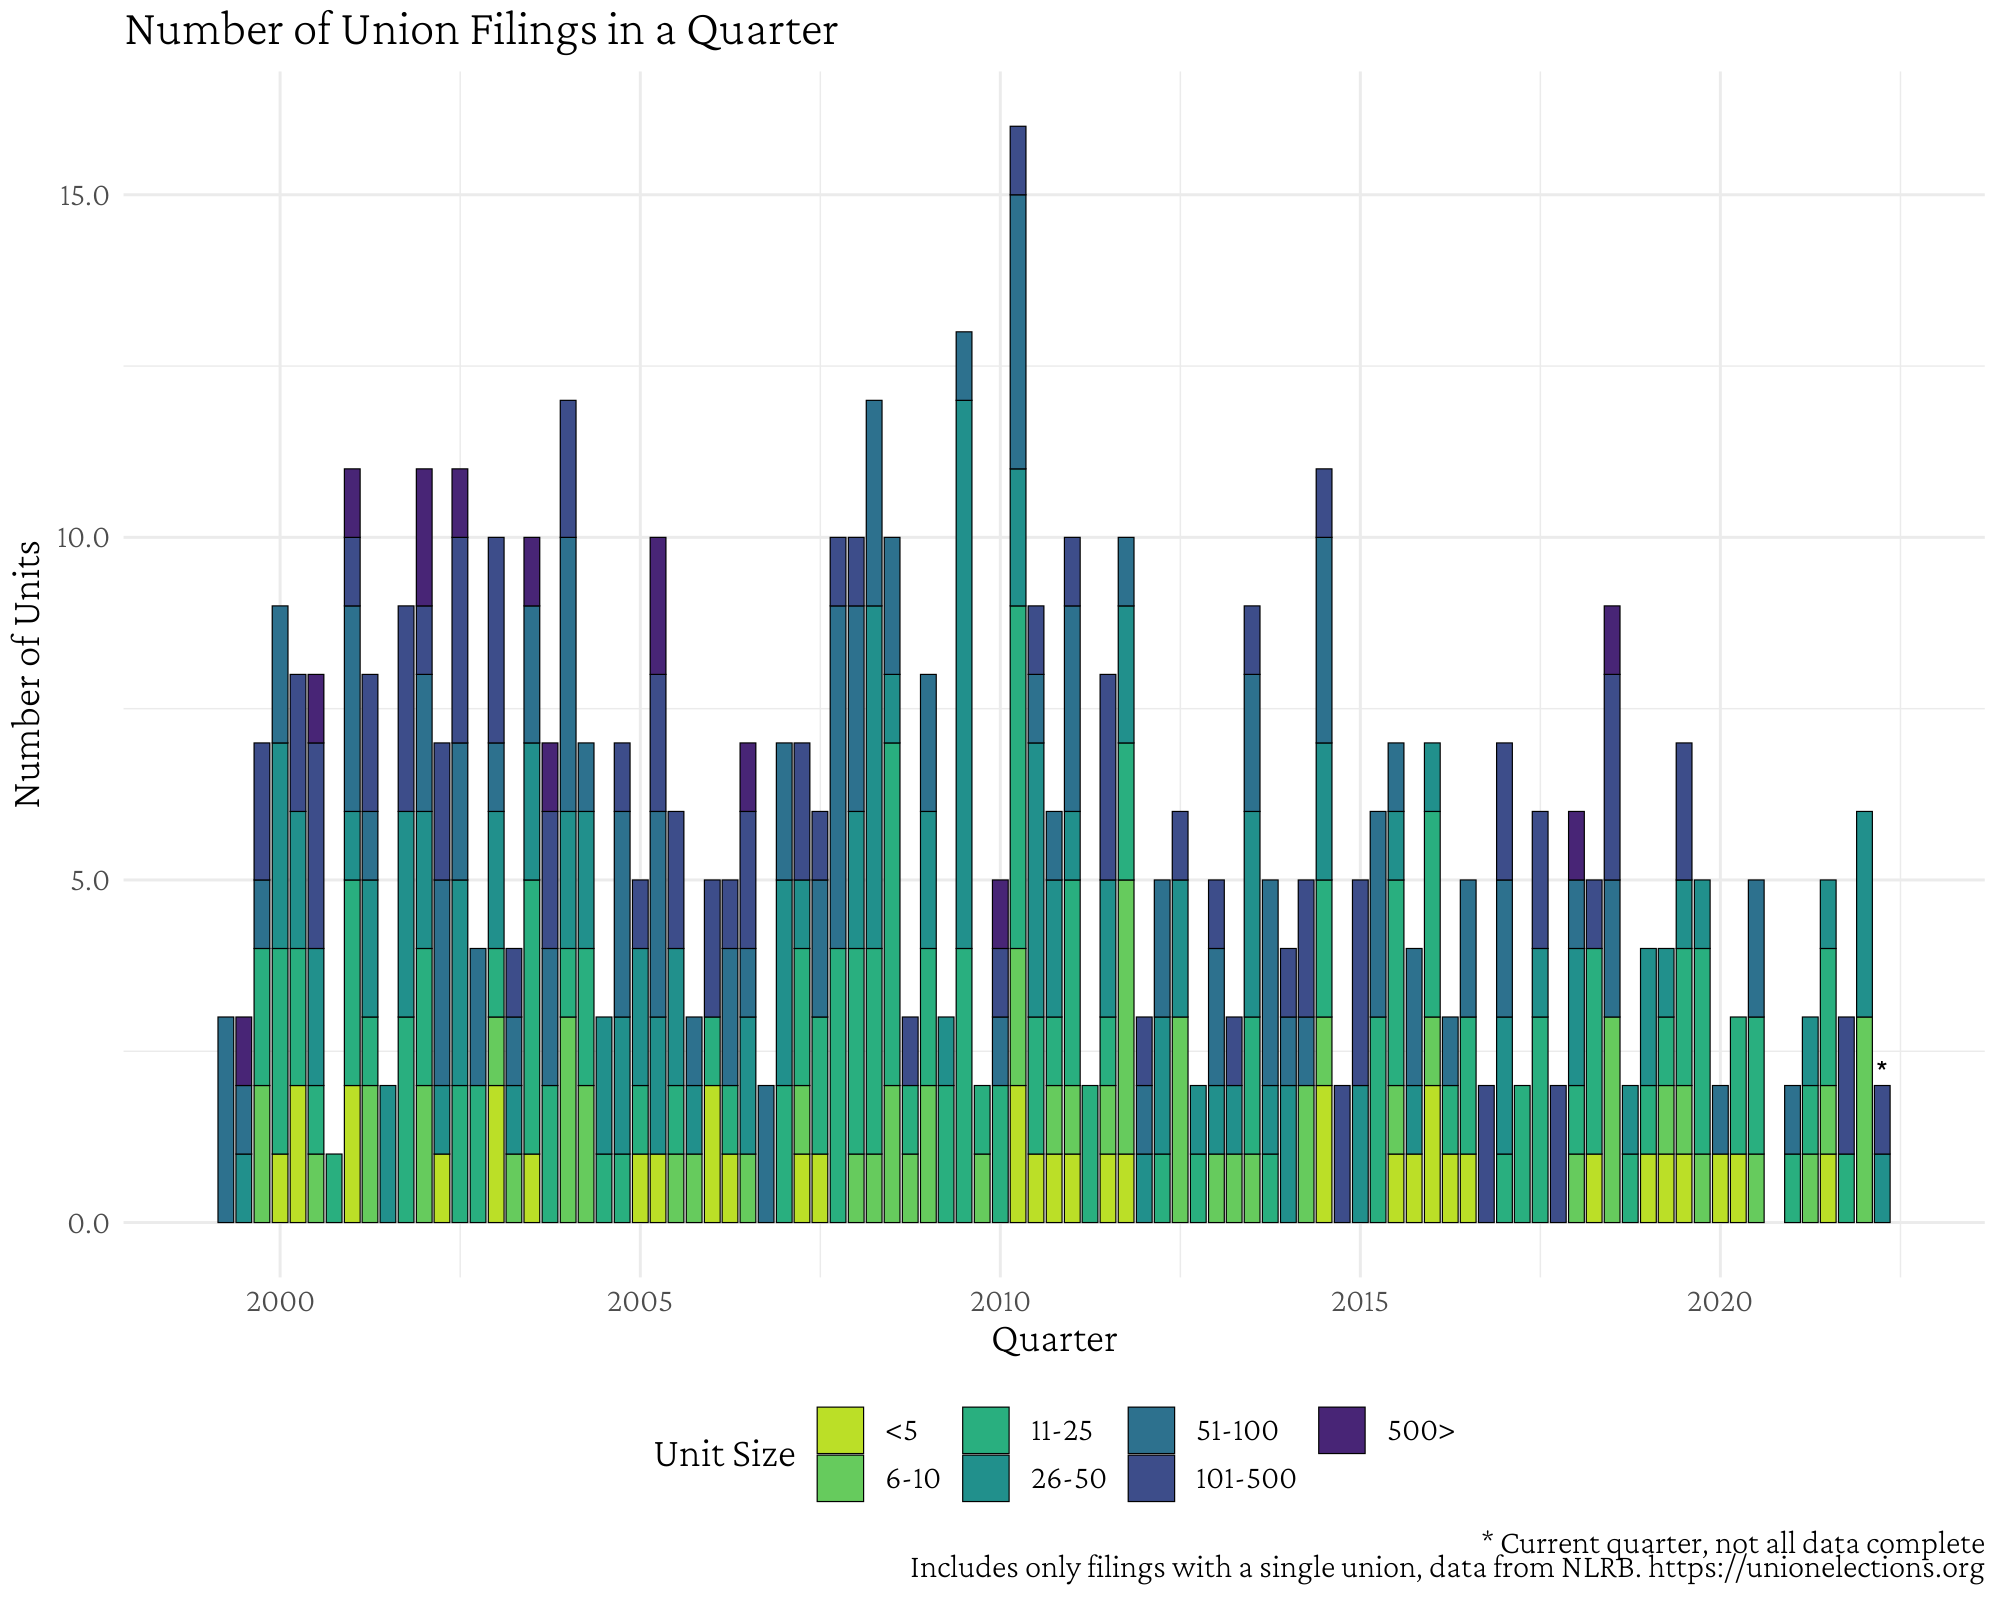 Number of Union Filings in a Quarter
Number of Units
15.0
10.0
5.0
0.0
*
2000 2005 2010 2015 2020
Quarter
Unit Size
<5 11-25 51-100 500>
6-10 26-50 101-500
* Current quarter, not all data complete
Includes only filings with a single union, data from NLRB. https://unionelections.org